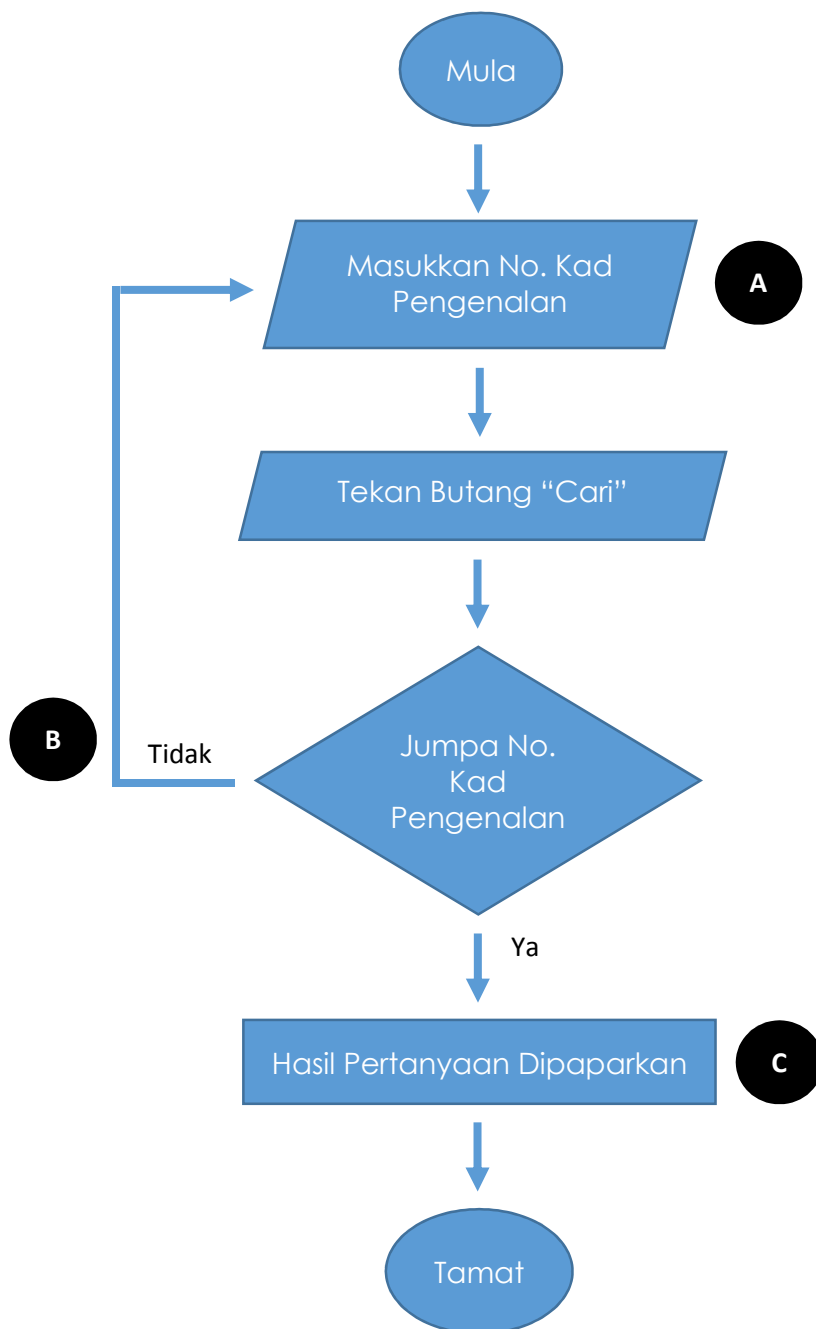 Mula
Masukkan No. Kad
Pengenalan
A
Tekan Butang “Cari”
Jumpa No.
Kad
Pengenalan
B
Tidak
Ya
Hasil Pertanyaan Dipaparkan
C
Tamat